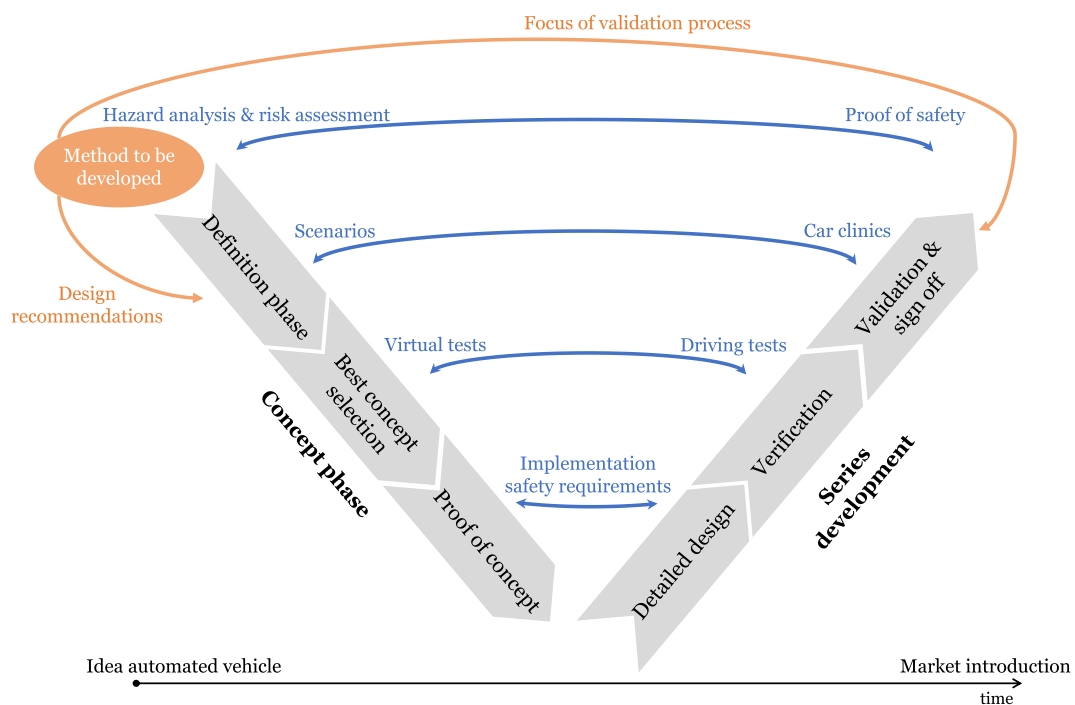 Focus of validation process
Hazard analysis & risk assessment
Proof of safety
Method to be
developed
Definition phase
Scenarios
Car clinics
Validation &
sign off
Design
recommendations
Virtual tests
Driving tests
Best concept
selection
Verification
Concept phase
Series
development
Implementation
safety requirements
Proof of concept
Detailed design
Idea automated vehicle
Market introduction
time